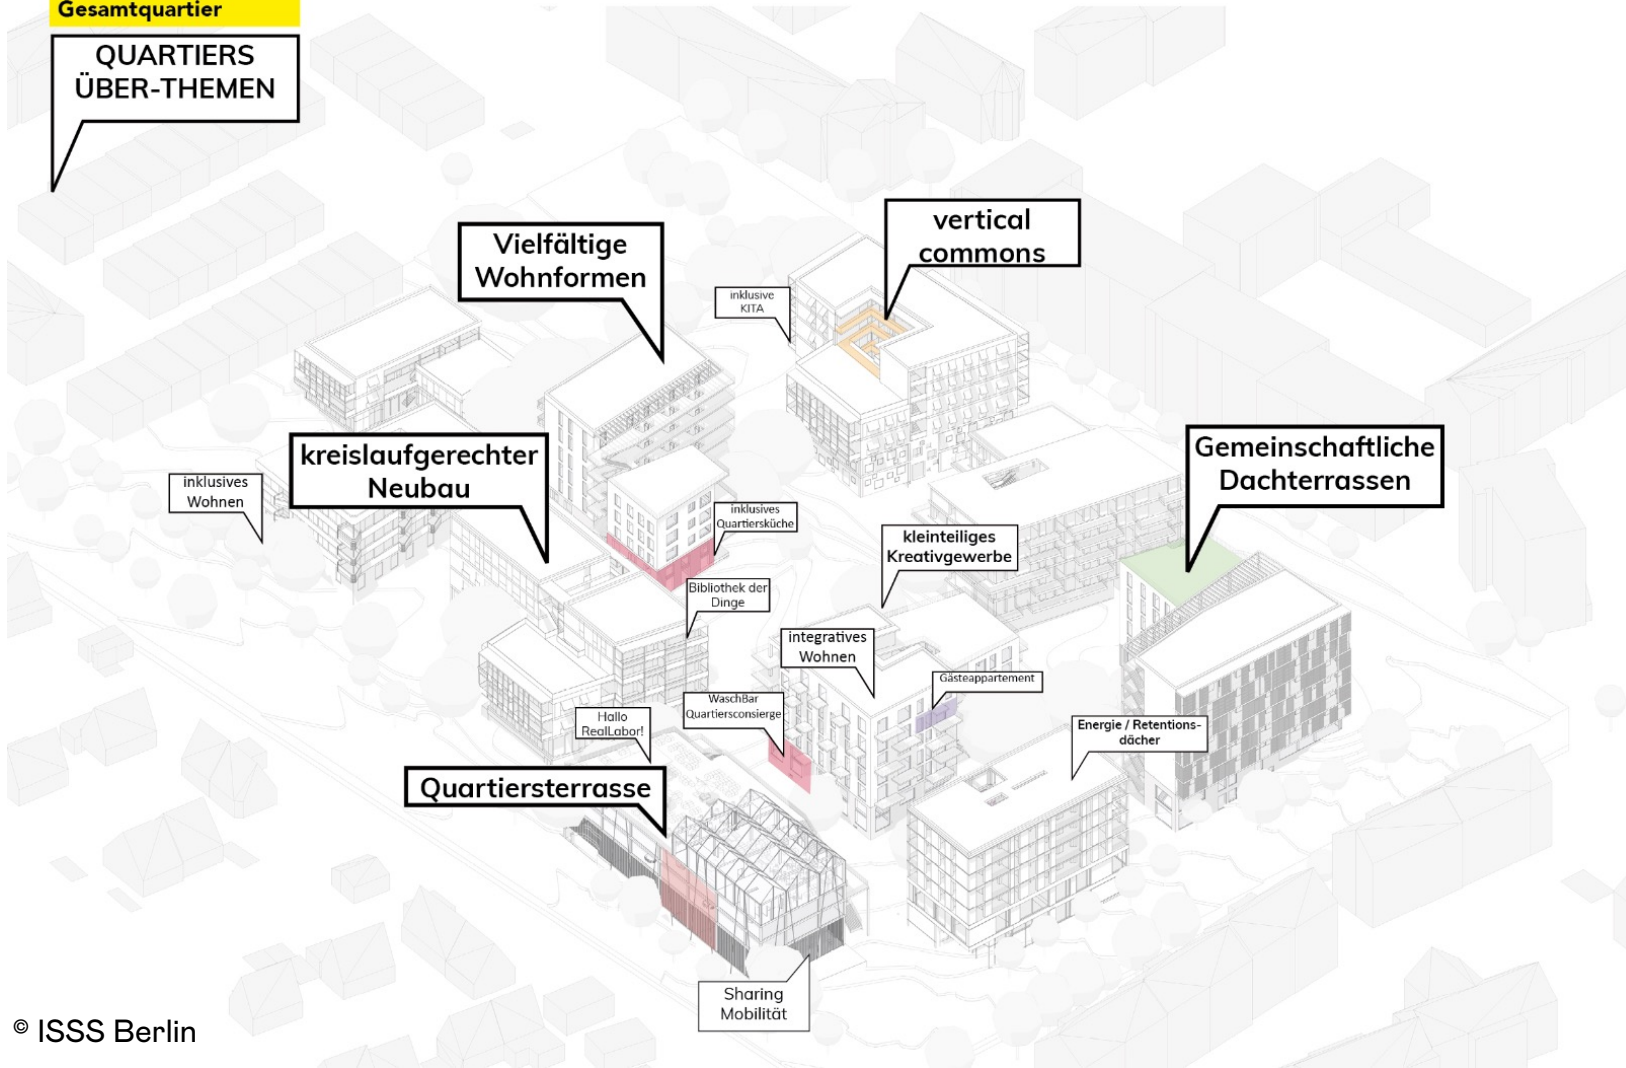 Gesamtquartier
QUARTIERS
ÜBER-THEMEN
vertical
commons
Vielfältige
Wohnformen
inklusive
KITA
Gemeinschaftliche
Dachterrassen
kreislaufgerechter
Neubau
inklusives
Wohnen
inklusives
Quartiersküche
kleinteiliges
Kreativgewerbe
Bibliothek der
Dinge
integratives
Wohnen
Gästeappartement
WaschBar
Quartiersconsierge
Hallo
RealLabor!
Energie / Retentions-
dächer
Quartiersterrasse
Sharing
Mobilität
© ISSS Berlin